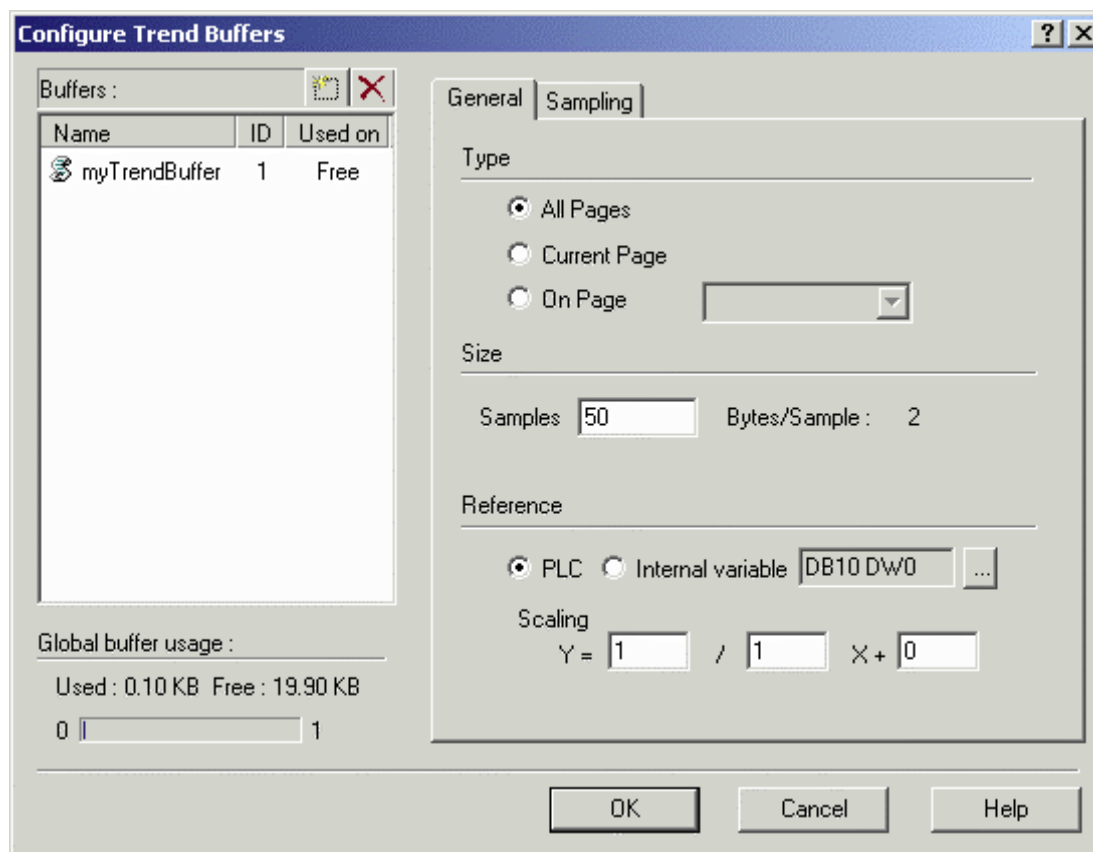 Configure Trend Buffers
Buffers :
Name ID Used on
myTrendBuffer 1 Free
Global buffer usage :
Used : 0.10 KB Free : 19.90 KB
0 1
General Sampling
Type
All Pages
Current Page
On Page
Size
Samples 50 Bytes/Sample : 2
Reference
PLC Internal variable DB10 DW0 ...
Scaling
Y = 1 / 1 X + 0
OK Cancel Help